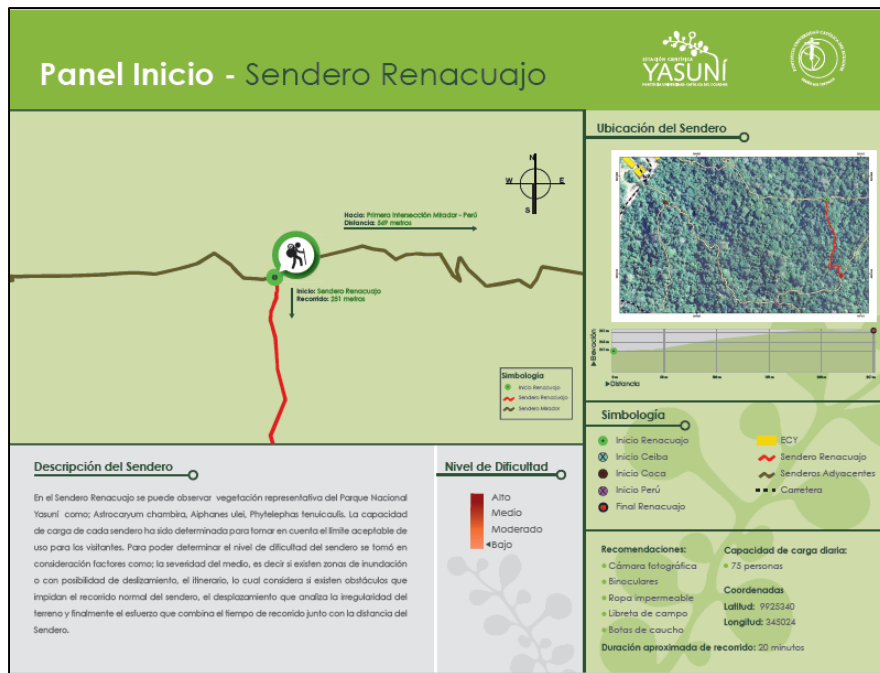 Panel Inicio - Sendero Renacuajo
estación científica
YASUNÍ
PONTIFICIA UNIVERSIDAD CATÓLICA DEL ECUADOR
N
W E
S
Hacia: Primera Intersección Mirador - Perú
Distancia: 569 metros
Inicio: Sendero Renacuajo
Recorrido: 251 metros
Simbología
Inicio Renacuajo
Sendero Renacuajo
Sendero Mirador
Ubicación del Sendero
Elevación
Distancia
Simbología
Inicio Renacuajo
Inicio Ceiba
Inicio Coca
Inicio Perú
Final Renacuajo
ECY
Sendero Renacuajo
Senderos Adyacentes
Carretera
Descripción del Sendero
En el Sendero Renacuajo se puede observar vegetación representativa del Parque Nacional
Yasuní como; Astrocaryum chambira, Aiphanes ulei, Phytelephas tenuicaulis. La capacidad
de carga de cada sendero ha sido determinada para tomar en cuenta el límite aceptable de
uso para los visitantes. Para poder determinar el nivel de dificultad del sendero se tomó en
consideración factores como; la severidad del medio, es decir si existen zonas de inundación
o con posibilidad de deslizamiento, el itinerario, lo cual considera si existen obstáculos que
impidan el recorrido normal del sendero, el desplazamiento que analiza la irregularidad del
terreno y finalmente el esfuerzo que combina el tiempo de recorrido junto con la distancia del
Sendero.
Nivel de Dificultad
Alto
Medio
Moderado
Bajo
Recomendaciones:
Cámara fotográfica
Binoculares
Ropa impermeable
Libreta de campo
Botas de caucho
Capacidad de carga diaria:
75 personas
Coordenadas
Latitud: 9925340
Longitud: 345024
Duración aproximada de recorrido: 20 minutos